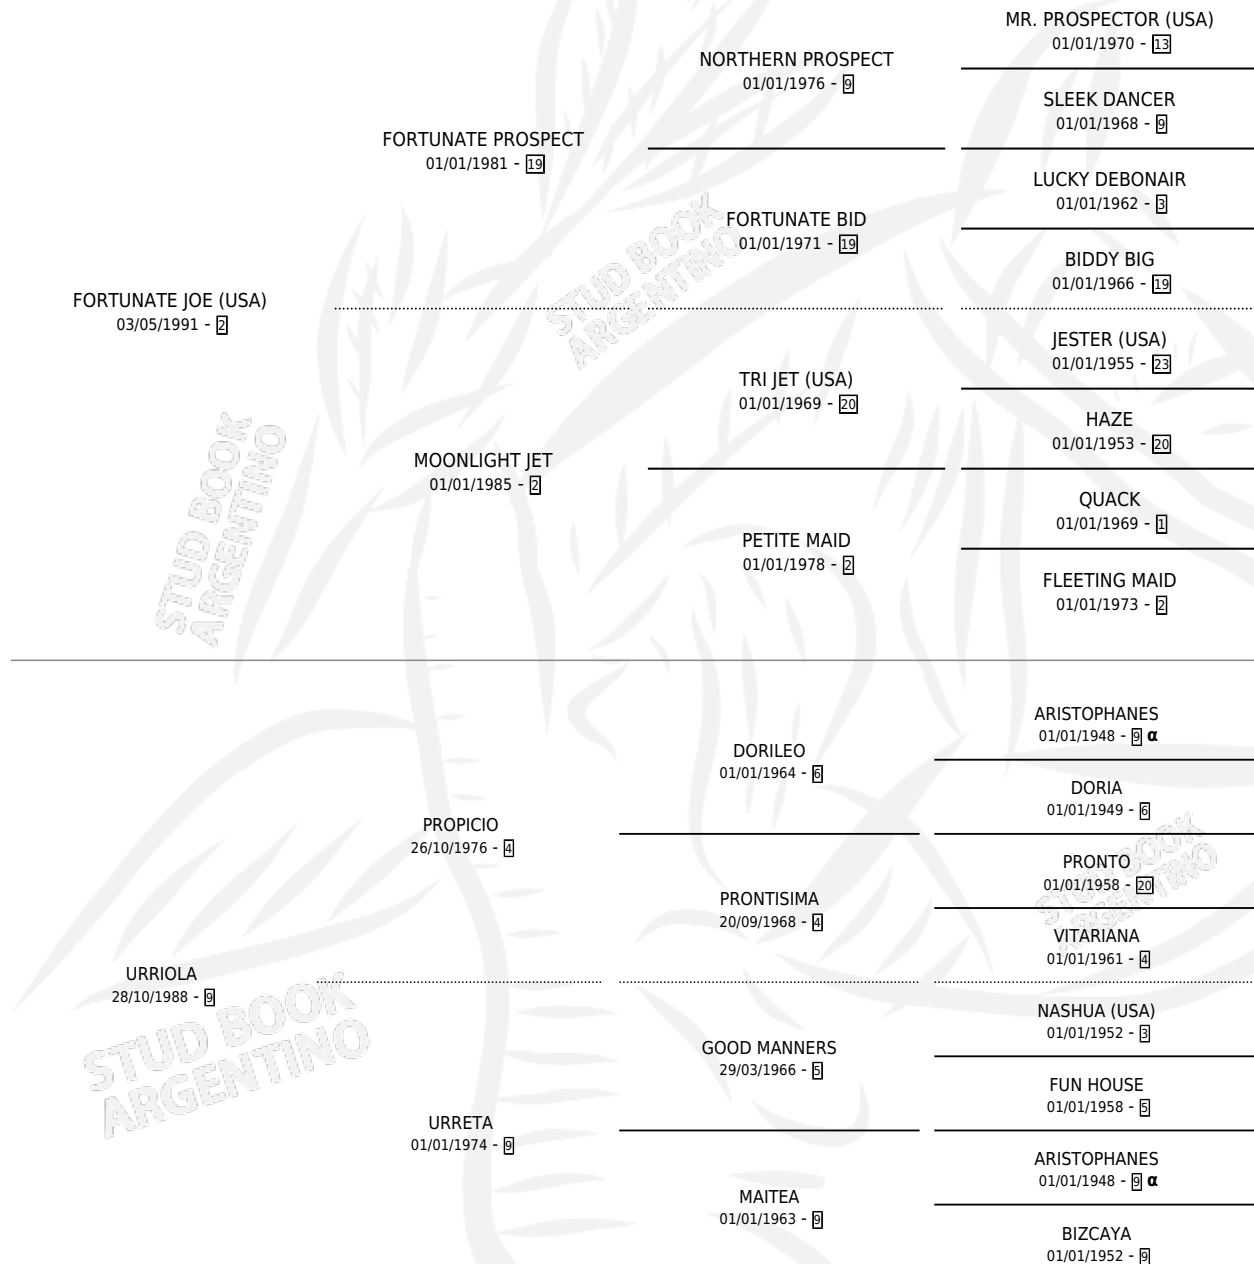 MR. PROSPECTOR (USA)
01/01/1970 - 13
NORTHERN PROSPECT
01/01/1976 - 9
SLEEK DANCER
01/01/1968 - 9
FORTUNATE PROSPECT
01/01/1981 - 19
LUCKY DEBONAIR
01/01/1962 - 3
FORTUNATE BID
01/01/1971 - 19
BIDDY BIG
01/01/1966 - 19
FORTUNATE JOE (USA)
03/05/1991 - 2
STUD BOOK
ARGENTINO
JESTER (USA)
01/01/1955 - 23
TRI JET (USA)
01/01/1969 - 20
HAZE
01/01/1953 - 20
MOONLIGHT JET
01/01/1985 - 2
QUACK
01/01/1969 - 1
PETITE MAID
01/01/1978 - 2
FLEETING MAID
01/01/1973 - 2
STUD BOOK
ARGENTINO
ARISTOPHANES
01/01/1948 - 9 α
DORILEO
01/01/1964 - 6
DORIA
01/01/1949 - 6
PROPICIO
26/10/1976 - 4
PRONTO
01/01/1958 - 20
STUD BOOK
ARGENTINO
PRONTISIMA
20/09/1968 - 4
VITARIANA
01/01/1961 - 4
URRIOLA
28/10/1988 - 9
STUD BOOK
ARGENTINO
NASHUA (USA)
01/01/1952 - 3
GOOD MANNERS
29/03/1966 - 5
FUN HOUSE
01/01/1958 - 5
URRETA
01/01/1974 - 9
ARISTOPHANES
01/01/1948 - 9 α
MAITEA
01/01/1963 - 9
BIZCAYA
01/01/1952 - 9